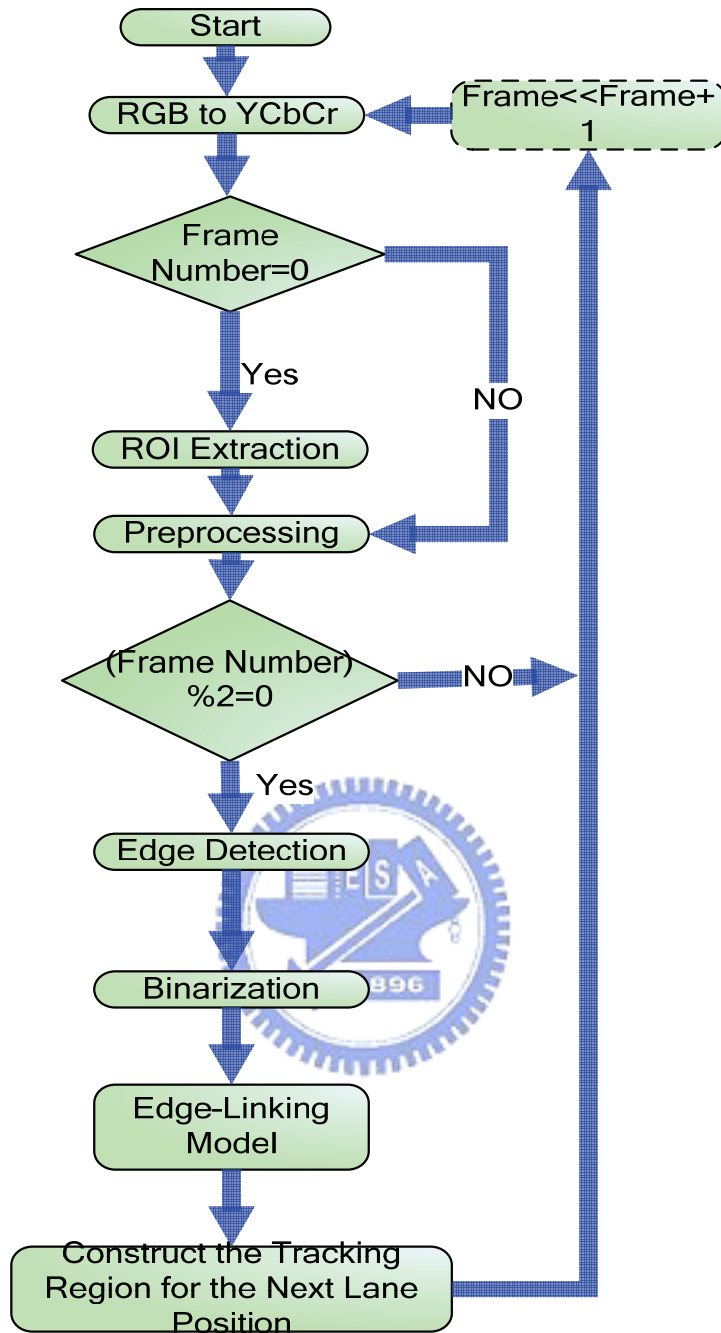 Start
RGB to YCbCr
Frame<<Frame+
1
Frame
Number=0
Yes
NO
ROI Extraction
Preprocessing
(Frame Number)
%2=0
NO
Yes
Edge Detection
E S A
Binarization
896
Edge-Linking
Model
Construct the Tracking
Region for the Next Lane
Position